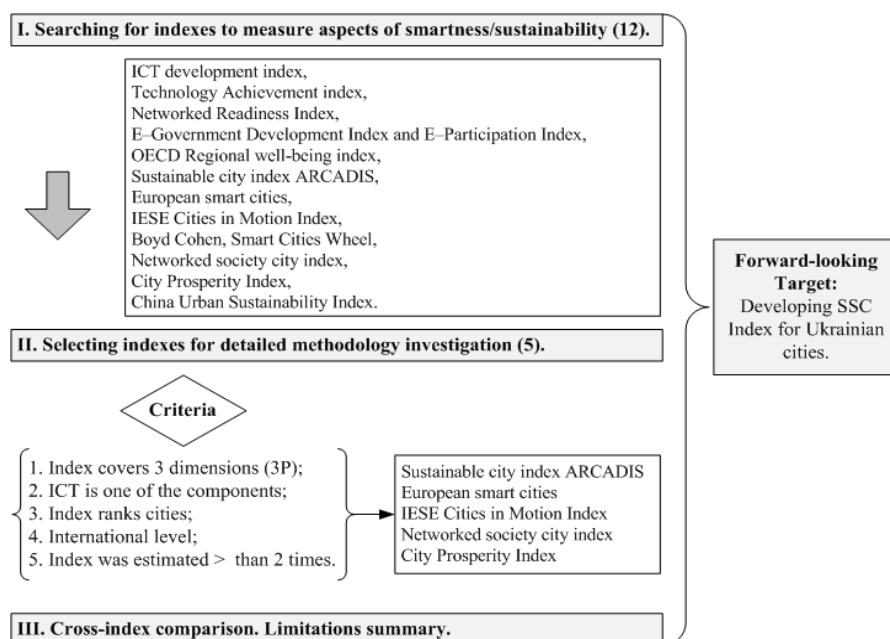 I. Searching for indexes to measure aspects of smartness/sustainability (12).
ICT development index,
Technology Achievement index,
Networked Readiness Index,
E–Government Development Index and E–Participation Index,
OECD Regional well-being index,
Sustainable city index ARCADIS,
European smart cities,
IESE Cities in Motion Index,
Boyd Cohen, Smart Cities Wheel,
Networked society city index,
City Prosperity Index,
China Urban Sustainability Index.
II. Selecting indexes for detailed methodology investigation (5).
Criteria
1. Index covers 3 dimensions (3P);
2. ICT is one of the components;
3. Index ranks cities;
4. International level;
5. Index was estimated > than 2 times.
Sustainable city index ARCADIS
European smart cities
IESE Cities in Motion Index
Networked society city index
City Prosperity Index
III. Cross-index comparison. Limitations summary.
Forward-looking
Target:
Developing SSC
Index for Ukrainian
cities.